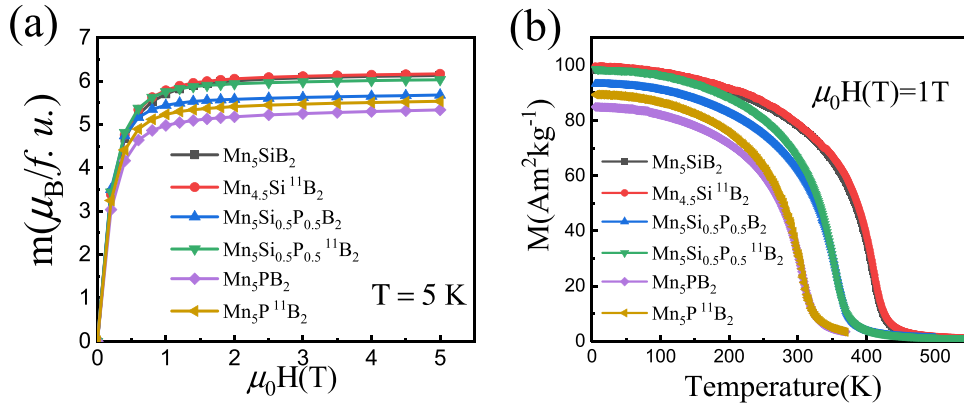 (a)
m(μB/f. u.)
7
6
5
4
3
2
1
0
Mn5SiB2
Mn4.5Si 11B2
Mn5Si0.5P0.5B2
Mn5Si0.5P0.5 11B2
Mn5PB2
Mn5P 11B2
T = 5 K
0 1 2 3 4 5
μ0H(T)
(b)
M(Am2kg-1)
100
80
60
40
20
0
μ0H(T)=1T
Mn5SiB2
Mn4.5Si 11B2
Mn5Si0.5P0.5B2
Mn5Si0.5P0.5 11B2
Mn5PB2
Mn5P 11B2
0 100 200 300 400 500
Temperature(K)